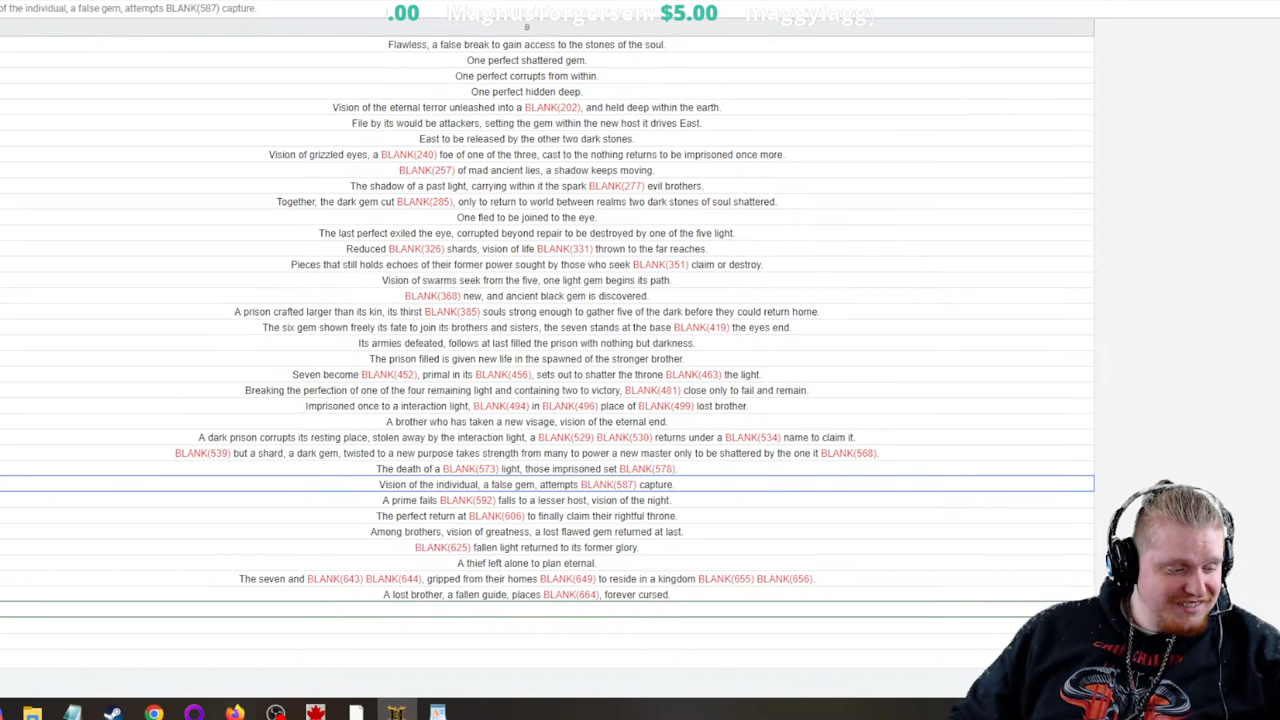 of the individual, a false gem, attempts BLANK(587) capture.
.00 MagnusTorgersen: $5.00 maggylaggy
B
Flawless, a false break to gain access to the stones of the soul.
One perfect shattered gem.
One perfect corrupts from within.
One perfect hidden deep.
Vision of the eternal terror unleashed into a BLANK(202), and held deep within the earth.
File by its would be attackers, setting the gem within the new host it drives East.
East to be released by the other two dark stones.
Vision of grizzled eyes, a BLANK(240) foe of one of the three, cast to the nothing returns to be imprisoned once more.
BLANK(257) of mad ancient lies, a shadow keeps moving.
The shadow of a past light, carrying within it the spark BLANK(277) evil brothers.
Together, the dark gem cut BLANK(285), only to return to world between realms two dark stones of soul shattered.
One fled to be joined to the eye.
The last perfect exiled the eye, corrupted beyond repair to be destroyed by one of the five light.
Reduced BLANK(326) shards, vision of life BLANK(331) thrown to the far reaches.
Pieces that still holds echoes of their former power sought by those who seek BLANK(351) claim or destroy.
Vision of swarms seek from the five, one light gem begins its path.
BLANK(368) new, and ancient black gem is discovered.
A prison crafted larger than its kin, its thirst BLANK(385) souls strong enough to gather five of the dark before they could return home.
The six gem shown freely its fate to join its brothers and sisters, the seven stands at the base BLANK(419) the eyes end.
Its armies defeated, follows at last filled the prison with nothing but darkness.
The prison filled is given new life in the spawned of the stronger brother.
Seven become BLANK(452), primal in its BLANK(456), sets out to shatter the throne BLANK(463) the light.
Breaking the perfection of one of the four remaining light and containing two to victory, BLANK(481) close only to fail and remain.
Imprisoned once to a interaction light, BLANK(494) in BLANK(496) place of BLANK(499) lost brother.
A brother who has taken a new visage, vision of the eternal end.
A dark prison corrupts its resting place, stolen away by the interaction light, a BLANK(529) BLANK(530) returns under a BLANK(534) name to claim it.
BLANK(539) but a shard, a dark gem, twisted to a new purpose takes strength from many to power a new master only to be shattered by the one it BLANK(568).
The death of a BLANK(573) light, those imprisoned set BLANK(578).
Vision of the individual, a false gem, attempts BLANK(587) capture.
A prime fails BLANK(592) falls to a lesser host, vision of the night.
The perfect return at BLANK(606) to finally claim their rightful throne.
Among brothers, vision of greatness, a lost flawed gem returned at last.
BLANK(625) fallen light returned to its former glory.
A thief left alone to plan eternal.
The seven and BLANK(643) BLANK(644), gripped from their homes BLANK(649) to reside in a kingdom BLANK(655) BLANK(656).
A lost brother, a fallen guide, places BLANK(664), forever cursed.